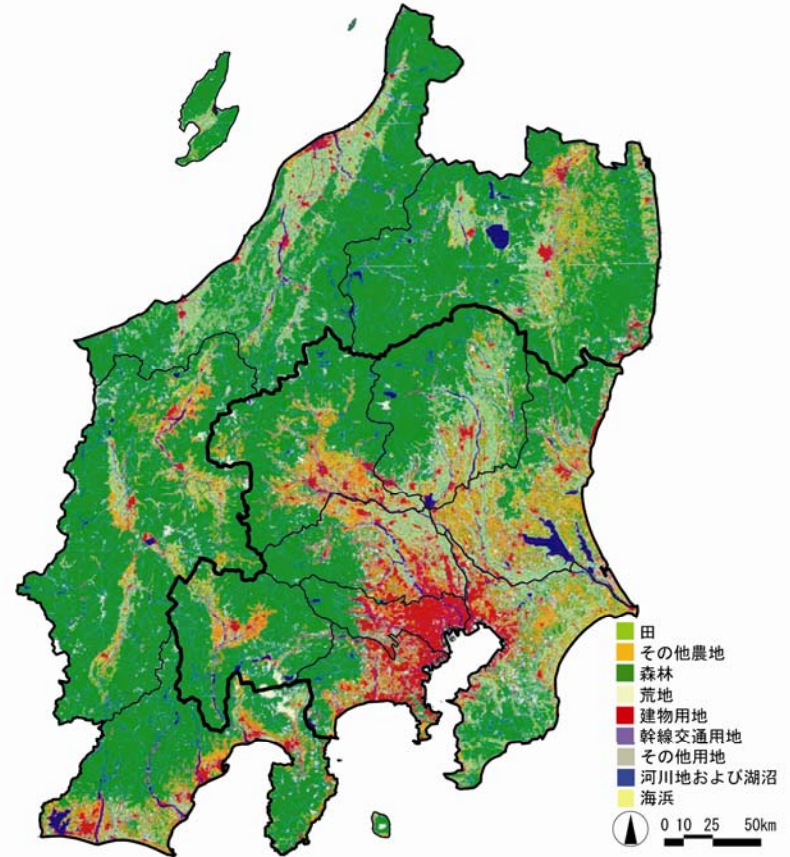 田
その他農地
森林
荒地
建物用地
幹線交通用地
その他用地
河川地および湖沼
海浜
0 10 25 50km